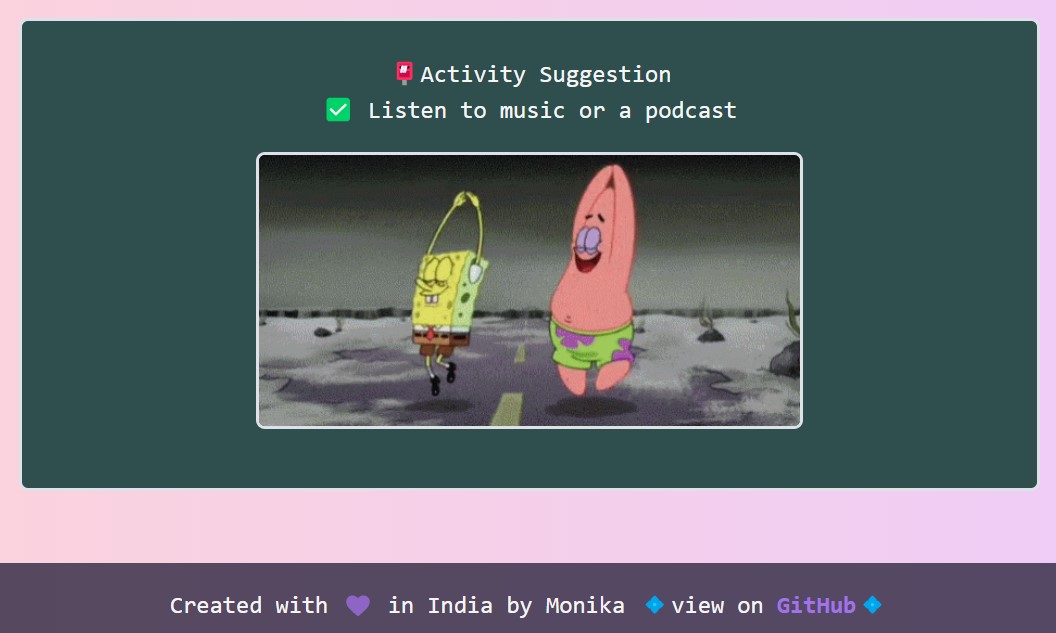 📮Activity Suggestion
✅ Listen to music or a podcast
Created with 💜 in India by Monika 💠view on GitHub💠